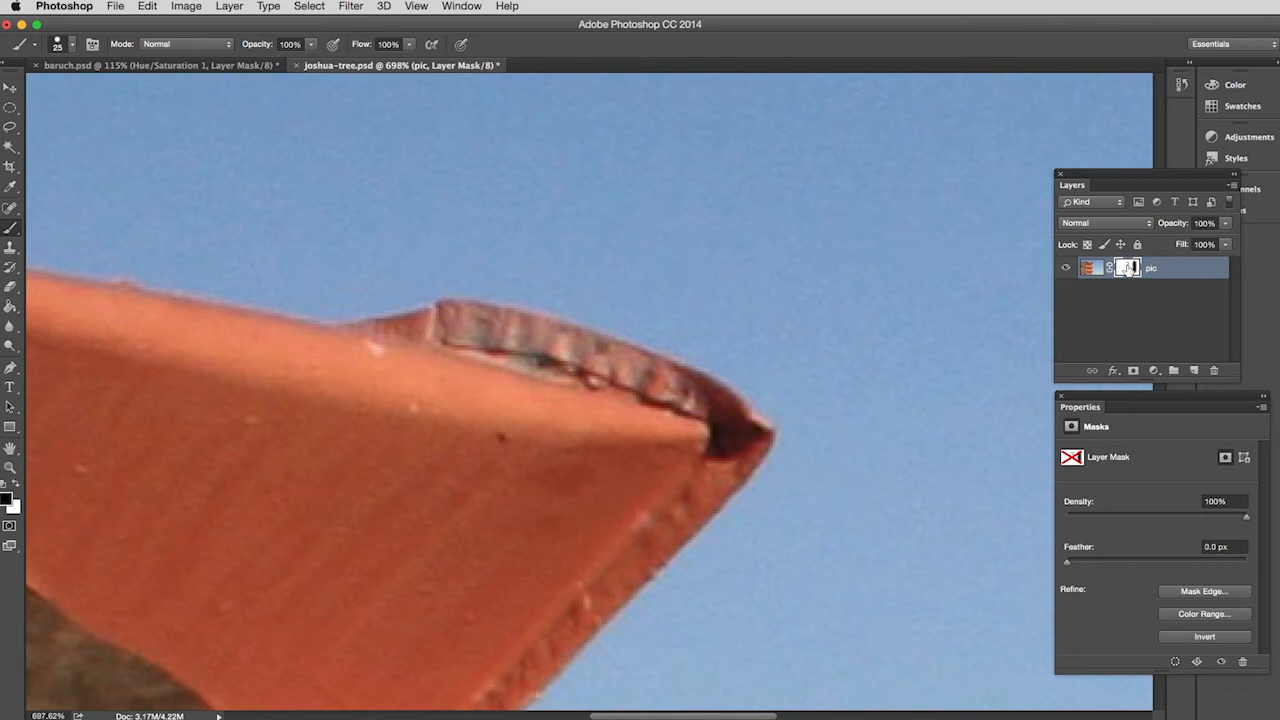 Photoshop File Edit Image Layer Type Select Filter 3D View Window Help
Adobe Photoshop CC 2014
25 Mode: Normal Opacity: 100% Flow: 100% Essentials
× baruch.psd @ 115% (Hue/Saturation 1, Layer Mask/8) * × joshua-tree.psd @ 698% (pic, Layer Mask/8) *
Color
Swatches
Adjustments
Styles
Layers
Kind
Normal Opacity: 100%
Lock: Fill: 100%
pic
Properties
Masks
Layer Mask
Density: 100%
Feather: 0.0 px
Refine: Mask Edge...
Color Range...
Invert
697.62% Doc: 3.17M/4.22M